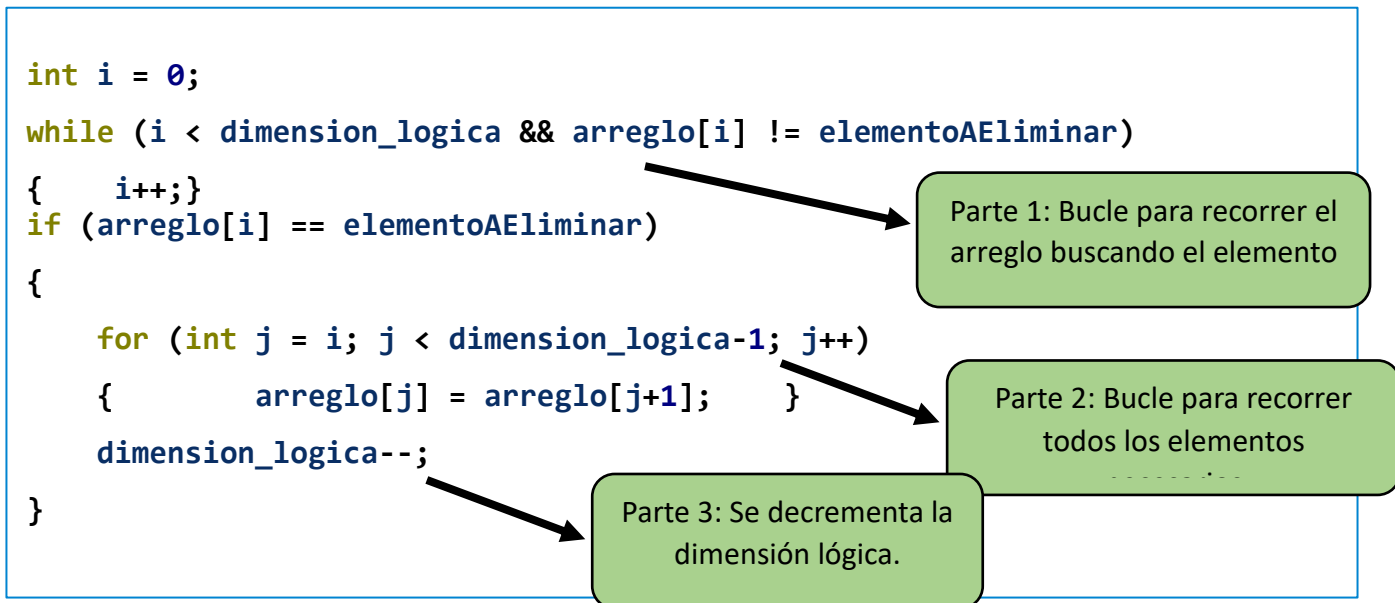 int i = 0;
while (i < dimension_logica && arreglo[i] != elementoAEliminar)
{    i++;}
if (arreglo[i] == elementoAEliminar)
{
    for (int j = i; j < dimension_logica-1; j++)
    {        arreglo[j] = arreglo[j+1];    }
    dimension_logica--;
}
Parte 1: Bucle para recorrer el
arreglo buscando el elemento
Parte 2: Bucle para recorrer
todos los elementos
Parte 3: Se decrementa la
dimensión lógica.